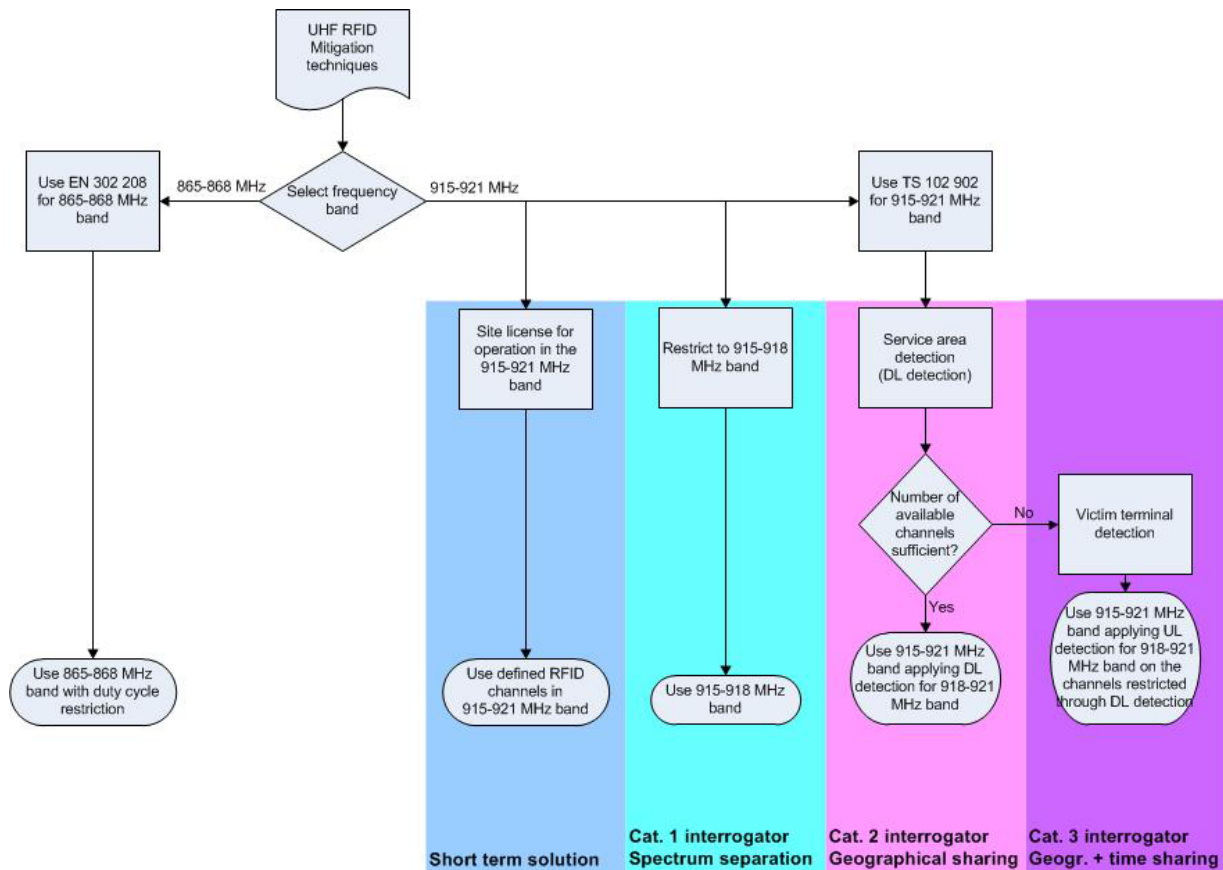 UHF RFID
Mitigation
techniques
Use EN 302 208
for 865-868 MHz
band
865-868 MHz
Select frequency
band
915-921 MHz
Use TS 102 902
for 915-921 MHz
band
Site license for
operation in the
915-921 MHz
band
Restrict to 915-918
MHz band
Service area
detection
(DL detection)
Number of
available
channels
sufficient?
No
Victim terminal
detection
Yes
Use 865-868 MHz
band with duty cycle
restriction
Use defined RFID
channels in
915-921 MHz band
Use 915-918 MHz
band
Use 915-921 MHz
band applying DL
detection for 918-921
MHz band
Use 915-921 MHz
band applying UL
detection for 918-921
MHz band on the
channels restricted
through DL detection
Short term solution
Cat. 1 interrogator
Spectrum separation
Cat. 2 interrogator
Geographical sharing
Cat. 3 interrogator
Geogr. + time sharing